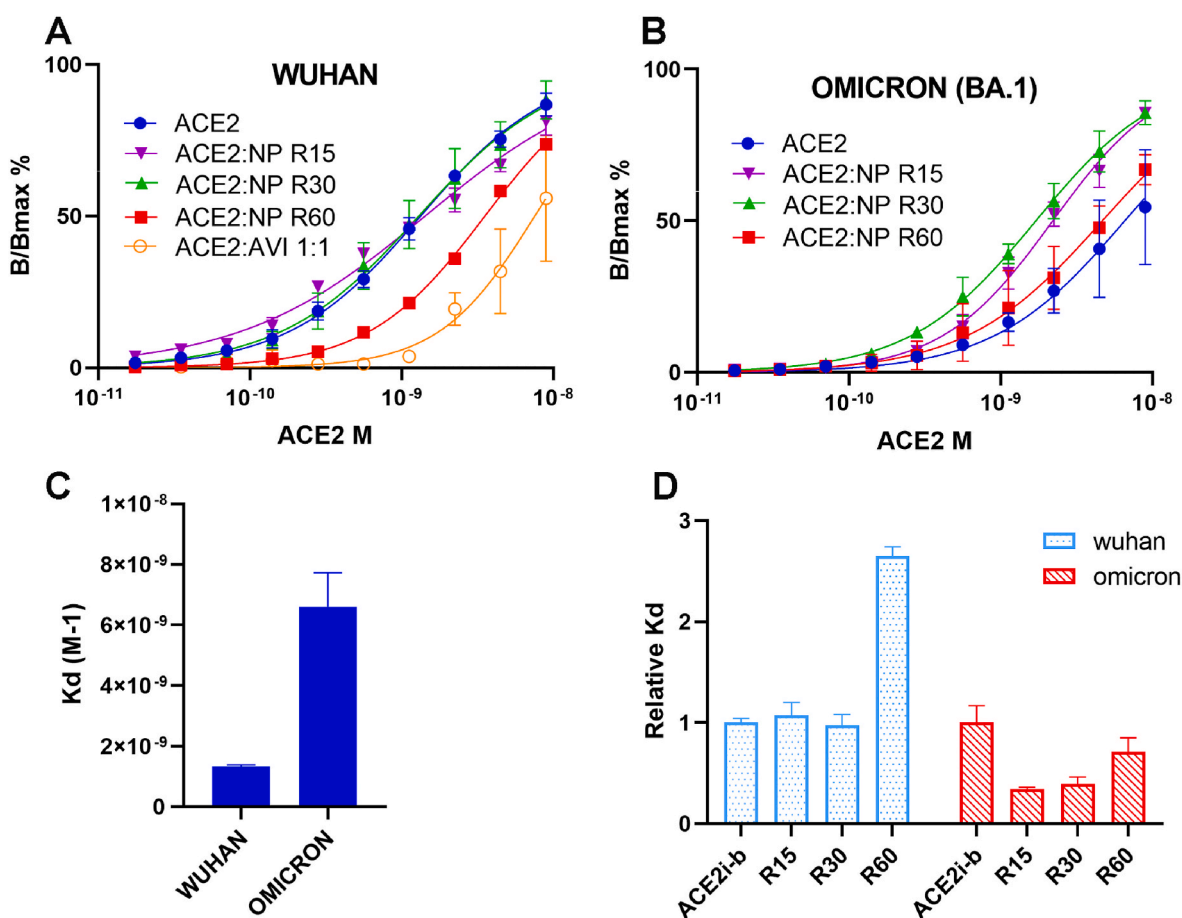 A
WUHAN
100
50
0
B/Bmax %
ACE2
ACE2:NP R15
ACE2:NP R30
ACE2:NP R60
ACE2:AVI 1:1
10⁻¹¹ 10⁻¹⁰ 10⁻⁹ 10⁻⁸
ACE2 M
B
OMICRON (BA.1)
100
50
0
B/Bmax %
ACE2
ACE2:NP R15
ACE2:NP R30
ACE2:NP R60
10⁻¹¹ 10⁻¹⁰ 10⁻⁹ 10⁻⁸
ACE2 M
C
1×10⁻⁸
8×10⁻⁹
6×10⁻⁹
4×10⁻⁹
2×10⁻⁹
0
Kd (M-1)
WUHAN
OMICRON
D
3
2
1
0
Relative Kd
wuhan
omicron
ACE2i-b R15 R30 R60 ACE2i-b R15 R30 R60